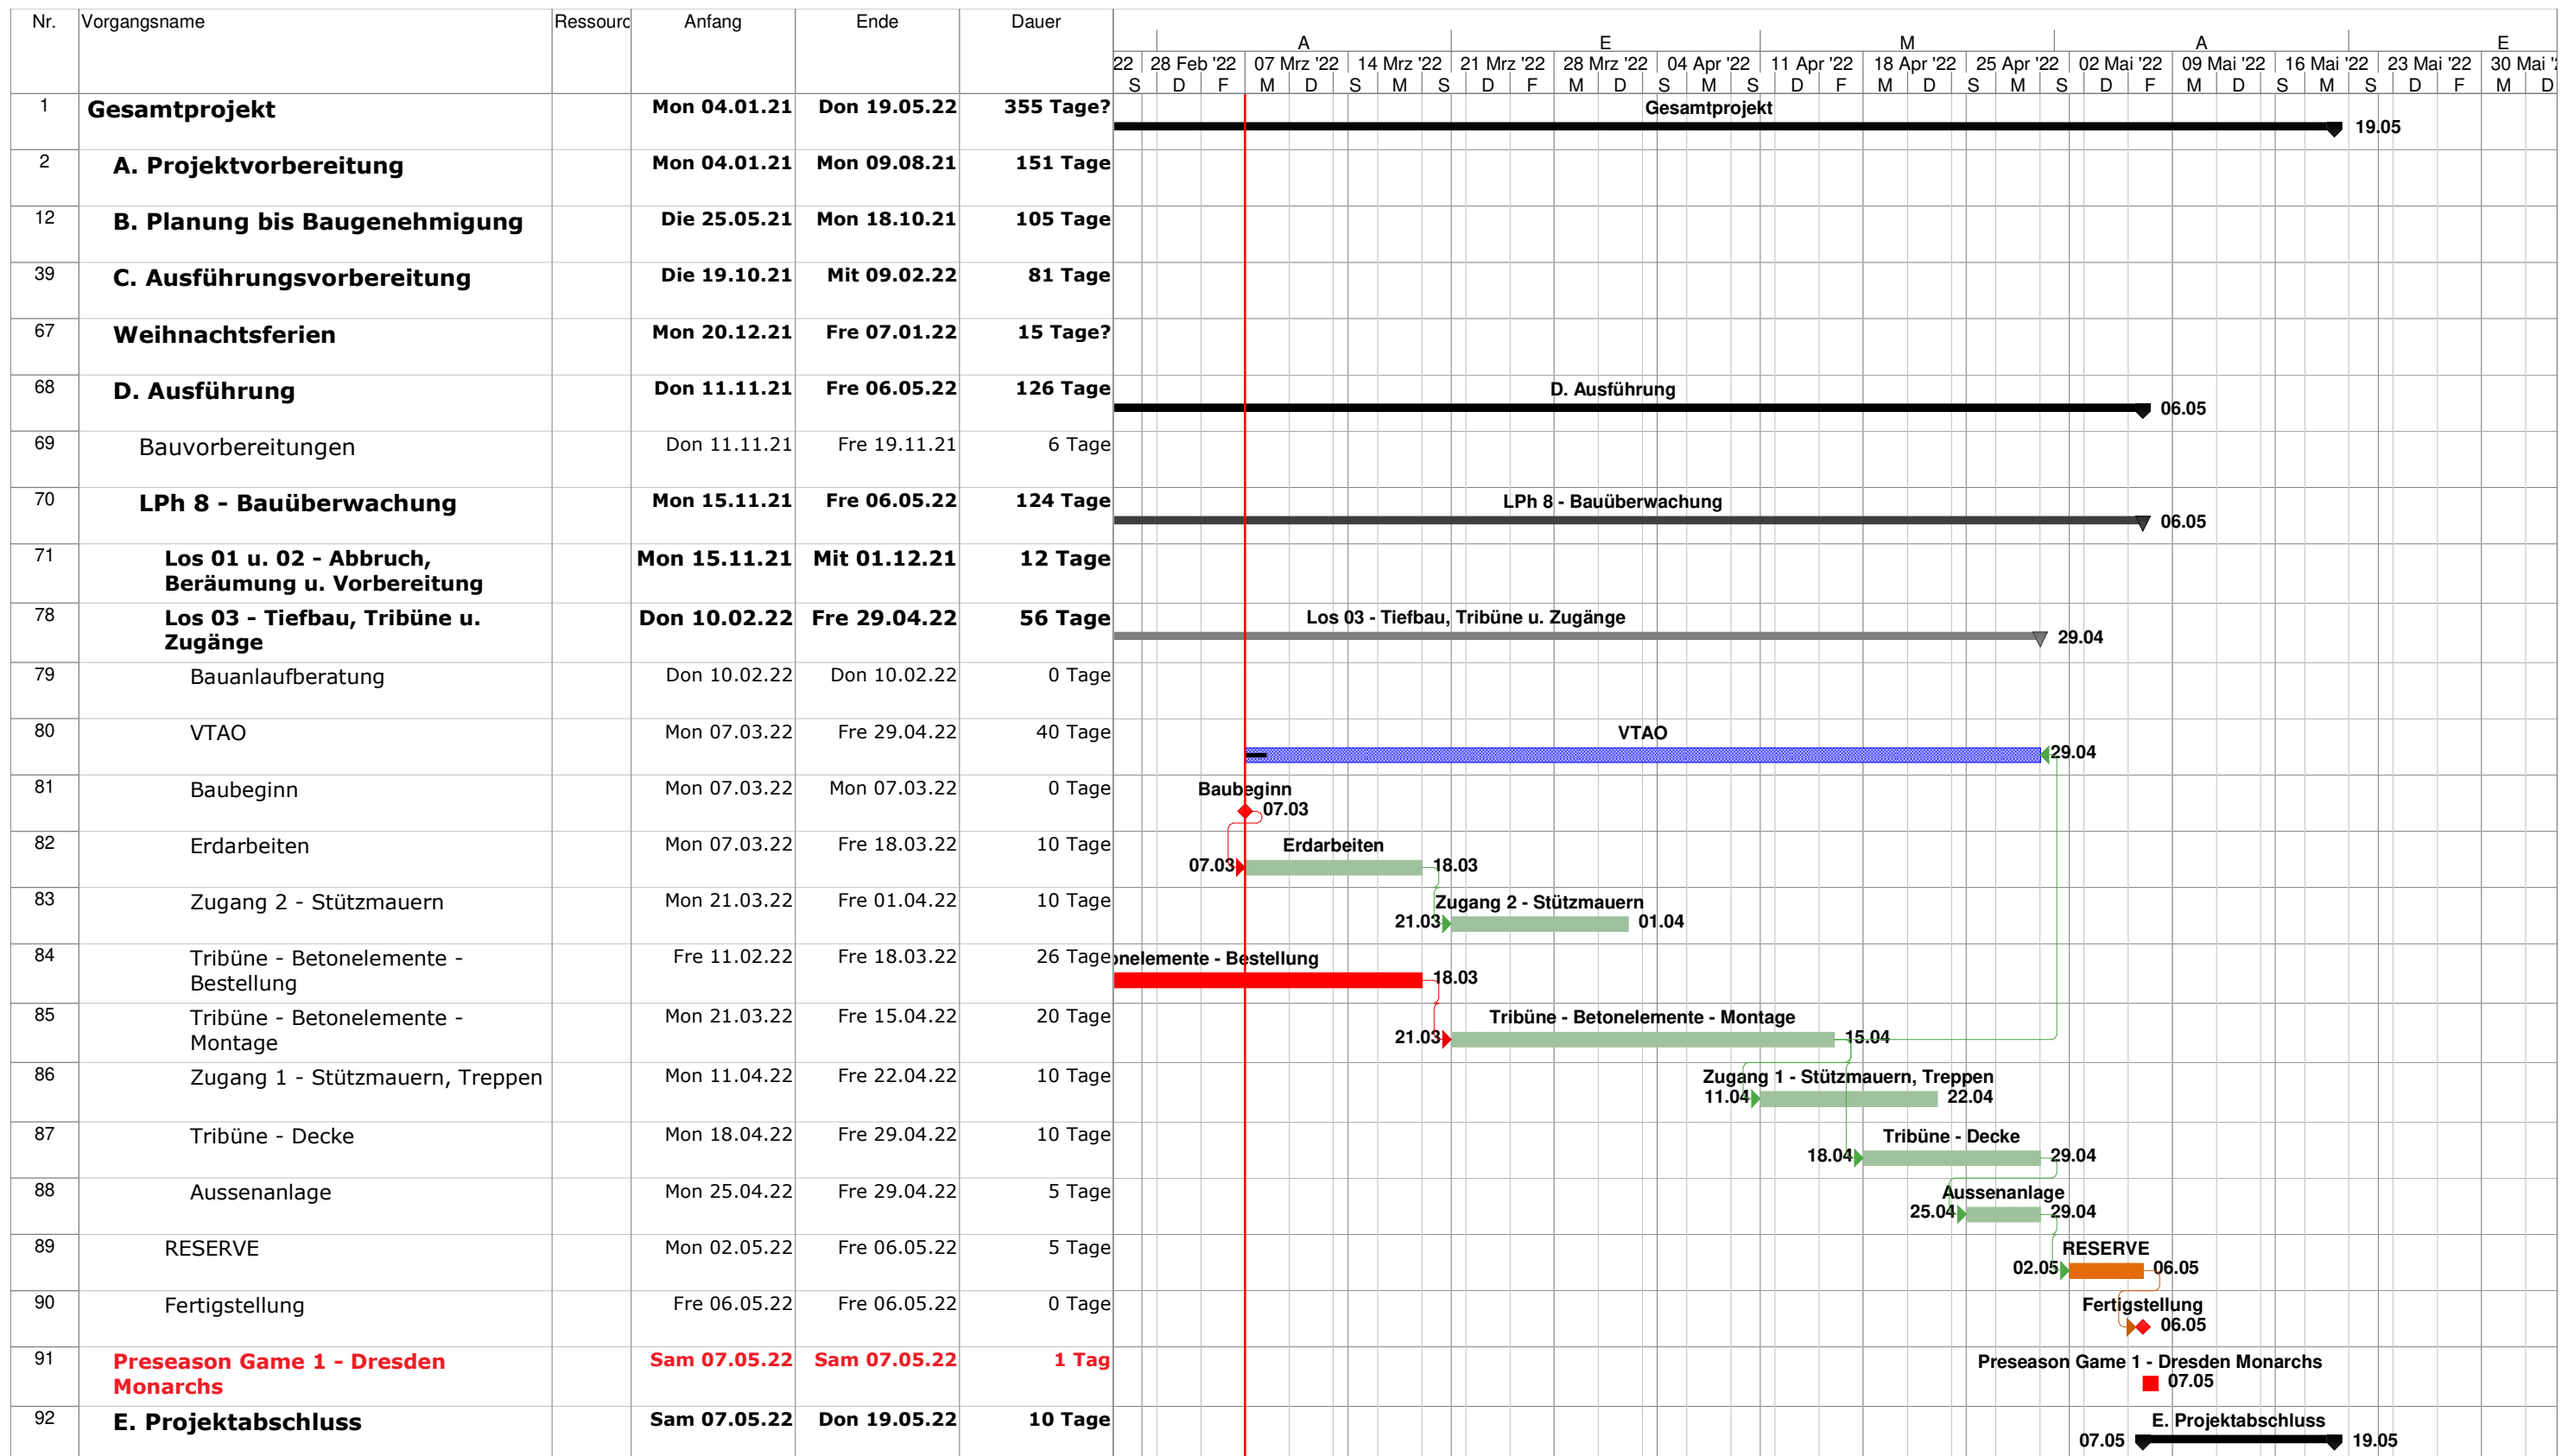 Nr. Vorgangsname Ressourc Anfang Ende Dauer
A E M A E
22 28 Feb '22 07 Mrz '22 14 Mrz '22 21 Mrz '22 28 Mrz '22 04 Apr '22 11 Apr '22 18 Apr '22 25 Apr '22 02 Mai '22 09 Mai '22 16 Mai '22 23 Mai '22 30 Mai '
S D F M D S M S D F M D S M S D F M D S M S D F M D S M S D F M D
1 Gesamtprojekt Mon 04.01.21 Don 19.05.22 355 Tage? Gesamtprojekt
19.05
2 A. Projektvorbereitung Mon 04.01.21 Mon 09.08.21 151 Tage
12 B. Planung bis Baugenehmigung Die 25.05.21 Mon 18.10.21 105 Tage
39 C. Ausführungsvorbereitung Die 19.10.21 Mit 09.02.22 81 Tage
67 Weihnachtsferien Mon 20.12.21 Fre 07.01.22 15 Tage?
68 D. Ausführung Don 11.11.21 Fre 06.05.22 126 Tage D. Ausführung
06.05
69 Bauvorbereitungen Don 11.11.21 Fre 19.11.21 6 Tage
70 LPh 8 - Bauüberwachung Mon 15.11.21 Fre 06.05.22 124 Tage LPh 8 - Bauüberwachung
06.05
71 Los 01 u. 02 - Abbruch, Mon 15.11.21 Mit 01.12.21 12 Tage
Beräumung u. Vorbereitung
78 Los 03 - Tiefbau, Tribüne u. Don 10.02.22 Fre 29.04.22 56 Tage Los 03 - Tiefbau, Tribüne u. Zugänge
Zugänge 29.04
79 Bauanlaufberatung Don 10.02.22 Don 10.02.22 0 Tage
80 VTAO Mon 07.03.22 Fre 29.04.22 40 Tage VTAO
29.04
81 Baubeginn Mon 07.03.22 Mon 07.03.22 0 Tage Baubeginn
07.03
82 Erdarbeiten Mon 07.03.22 Fre 18.03.22 10 Tage Erdarbeiten
07.03 18.03
83 Zugang 2 - Stützmauern Mon 21.03.22 Fre 01.04.22 10 Tage Zugang 2 - Stützmauern
21.03 01.04
84 Tribüne - Betonelemente - Fre 11.02.22 Fre 18.03.22 26 Tage onelemente - Bestellung
Bestellung 18.03
85 Tribüne - Betonelemente - Mon 21.03.22 Fre 15.04.22 20 Tage Tribüne - Betonelemente - Montage
Montage 21.03 15.04
86 Zugang 1 - Stützmauern, Treppen Mon 11.04.22 Fre 22.04.22 10 Tage Zugang 1 - Stützmauern, Treppen
11.04 22.04
87 Tribüne - Decke Mon 18.04.22 Fre 29.04.22 10 Tage Tribüne - Decke
18.04 29.04
88 Aussenanlage Mon 25.04.22 Fre 29.04.22 5 Tage Aussenanlage
25.04 29.04
89 RESERVE Mon 02.05.22 Fre 06.05.22 5 Tage RESERVE
02.05 06.05
90 Fertigstellung Fre 06.05.22 Fre 06.05.22 0 Tage Fertigstellung
06.05
91 Preseason Game 1 - Dresden Sam 07.05.22 Sam 07.05.22 1 Tag Preseason Game 1 - Dresden Monarchs
Monarchs 07.05
92 E. Projektabschluss Sam 07.05.22 Don 19.05.22 10 Tage E. Projektabschluss
07.05 19.05